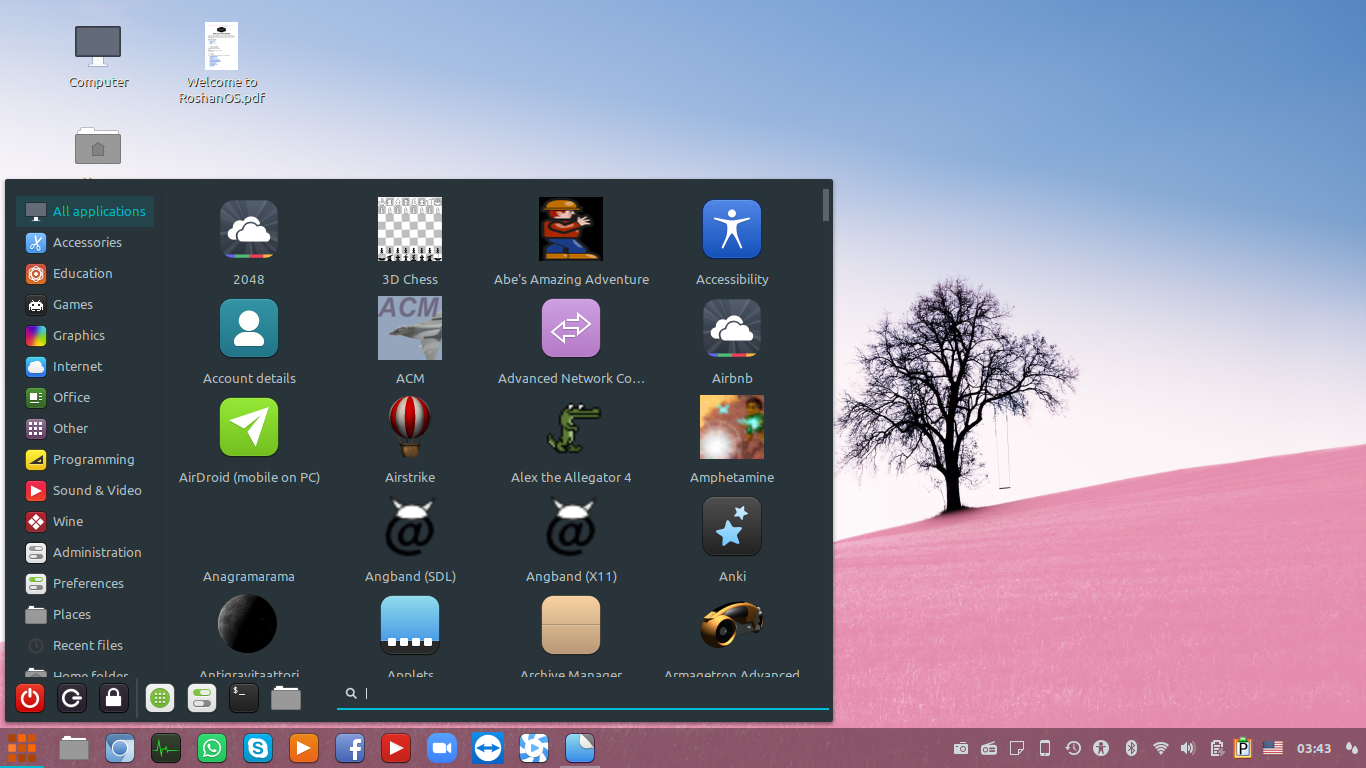 Computer
Welcome to
RoshanOS.pdf
All applications
Accessories
Education
Games
Graphics
Internet
Office
Other
Programming
Sound & Video
Wine
Administration
Preferences
Places
Recent files
Home folder
2048
3D Chess
Abe's Amazing Adventure
Accessibility
ACM
Account details
ACM
Advanced Network Co...
Airbnb
AirDroid (mobile on PC)
Airstrike
Alex the Allegator 4
Amphetamine
@
@
Anagramarama
Angband (SDL)
Angband (X11)
Anki
Antigravitaattori
Applets
Archive Manager
Armagetron Advanced
$_
P
03:43